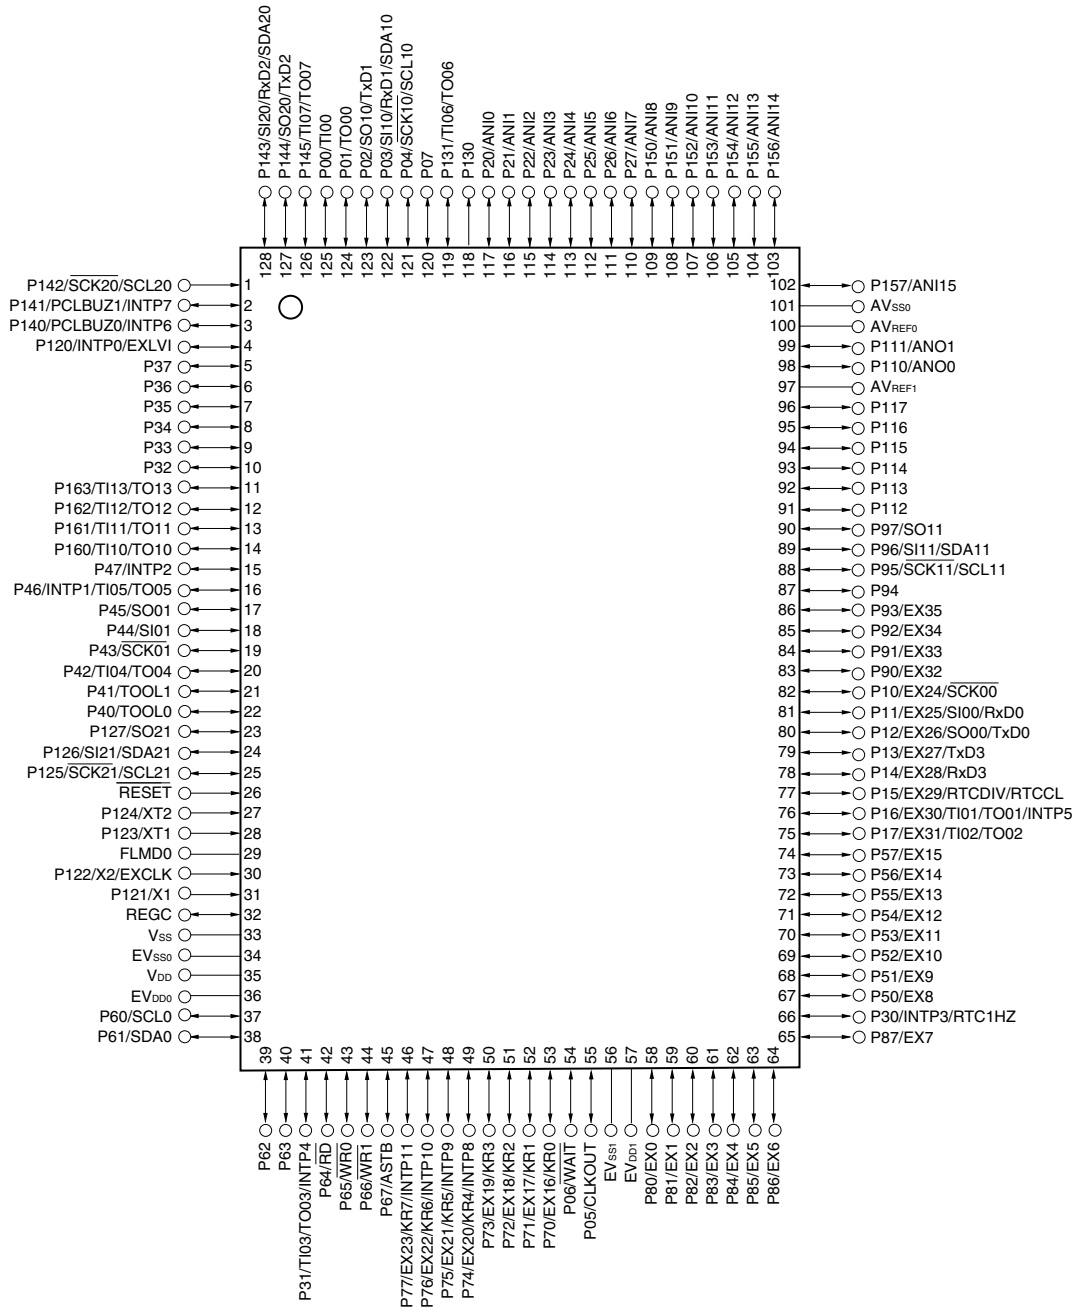 P143/SI20/RxD2/SDA20
P144/SO20/TxD2
P145/TI07/TO07
P00/TI00
P01/TO00
P02/SO10/TxD1
P03/SI10/RxD1/SDA10
P04/SCK10/SCL10
P07
P131/TI06/TO06
P130
P20/ANI0
P21/ANI1
P22/ANI2
P23/ANI3
P24/ANI4
P25/ANI5
P26/ANI6
P27/ANI7
P150/ANI8
P151/ANI9
P152/ANI10
P153/ANI11
P154/ANI12
P155/ANI13
P156/ANI14
128
127
126
125
124
123
122
121
120
119
118
117
116
115
114
113
112
111
110
109
108
107
106
105
104
103
P142/SCK20/SCL20 1
P141/PCLBUZ1/INTP7 2
P140/PCLBUZ0/INTP6 3
P120/INTP0/EXLVI 4
P37 5
P36 6
P35 7
P34 8
P33 9
P32 10
P163/TI13/TO13 11
P162/TI12/TO12 12
P161/TI11/TO11 13
P160/TI10/TO10 14
P47/INTP2 15
P46/INTP1/TI05/TO05 16
P45/SO01 17
P44/SI01 18
P43/SCK01 19
P42/TI04/TO04 20
P41/TOOL1 21
P40/TOOL0 22
P127/SO21 23
P126/SI21/SDA21 24
P125/SCK21/SCL21 25
RESET 26
P124/XT2 27
P123/XT1 28
FLMD0 29
P122/X2/EXCLK 30
P121/X1 31
REGC 32
VSS 33
EVSS0 34
VDD 35
EVDD0 36
P60/SCL0 37
P61/SDA0 38
102 P157/ANI15
101 AVSS0
100 AVREF0
99 P111/ANO1
98 P110/ANO0
97 AVREF1
96 P117
95 P116
94 P115
93 P114
92 P113
91 P112
90 P97/SO11
89 P96/SI11/SDA11
88 P95/SCK11/SCL11
87 P94
86 P93/EX35
85 P92/EX34
84 P91/EX33
83 P90/EX32
82 P10/EX24/SCK00
81 P11/EX25/SI00/RxD0
80 P12/EX26/SO00/TxD0
79 P13/EX27/TxD3
78 P14/EX28/RxD3
77 P15/EX29/RTCDIV/RTCCL
76 P16/EX30/TI01/TO01/INTP5
75 P17/EX31/TI02/TO02
74 P57/EX15
73 P56/EX14
72 P55/EX13
71 P54/EX12
70 P53/EX11
69 P52/EX10
68 P51/EX9
67 P50/EX8
66 P30/INTP3/RTC1HZ
65 P87/EX7
39
40
41
42
43
44
45
46
47
48
49
50
51
52
53
54
55
56
57
58
59
60
61
62
63
64
P62
P63
P31/TI03/TO03/INTP4
P64/RD
P65/WR0
P66/WR1
P67/ASTB
P77/EX23/KR7/INTP11
P76/EX22/KR6/INTP10
P75/EX21/KR5/INTP9
P74/EX20/KR4/INTP8
P73/EX19/KR3
P72/EX18/KR2
P71/EX17/KR1
P70/EX16/KR0
P06/WAIT
P05/CLKOUT
EVSS1
EVDD1
P80/EX0
P81/EX1
P82/EX2
P83/EX3
P84/EX4
P85/EX5
P86/EX6